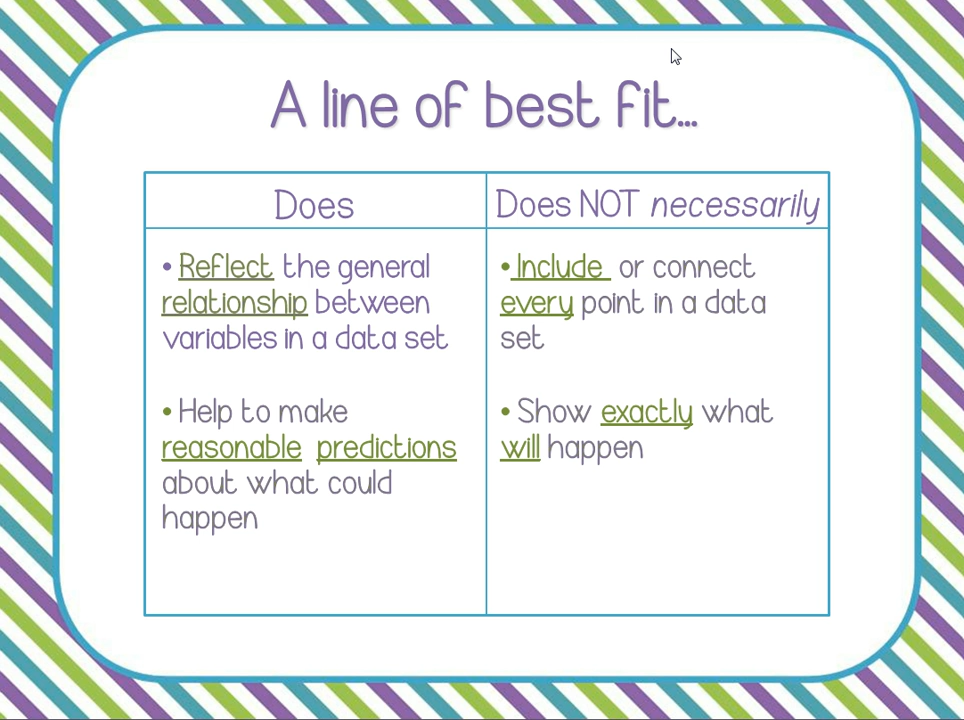 A line of best fit...
Does
Does NOT necessarily
• Reflect the general
relationship between
variables in a data set
• Help to make
reasonable predictions
about what could
happen
• Include or connect
every point in a data
set
• Show exactly what
will happen